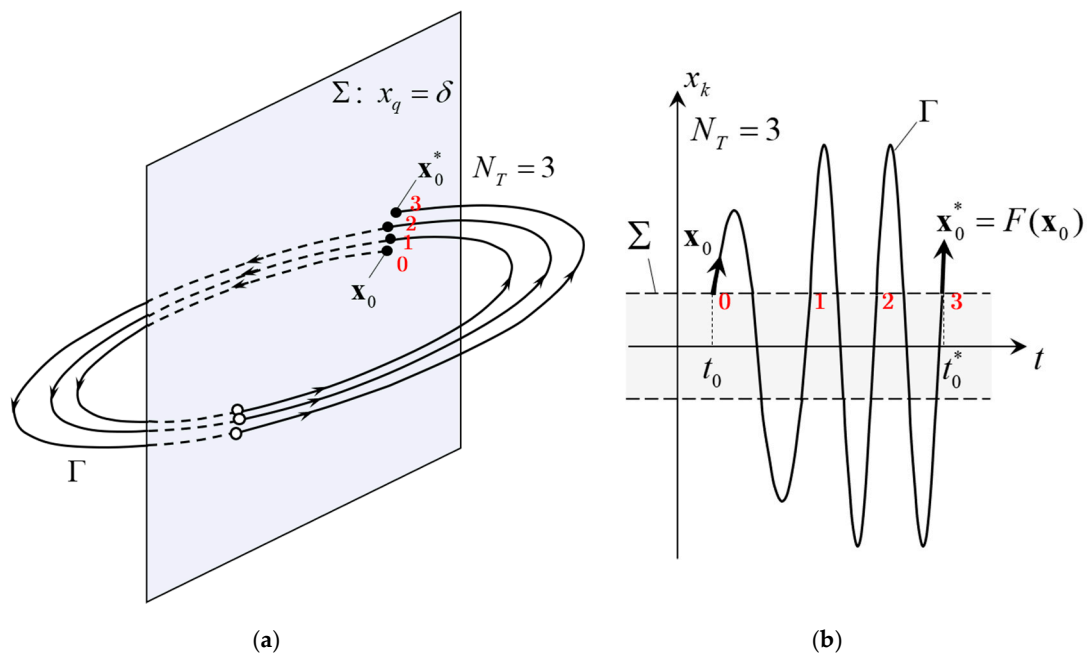 Σ: x_q = δ
N_T = 3
x_0^*
3
2
1
0
x_0
Γ
(a)
x_k
N_T = 3
Γ
Σ
x_0
x_0^* = F(x_0)
0
1
2
3
t_0
t_0^*
t
(b)